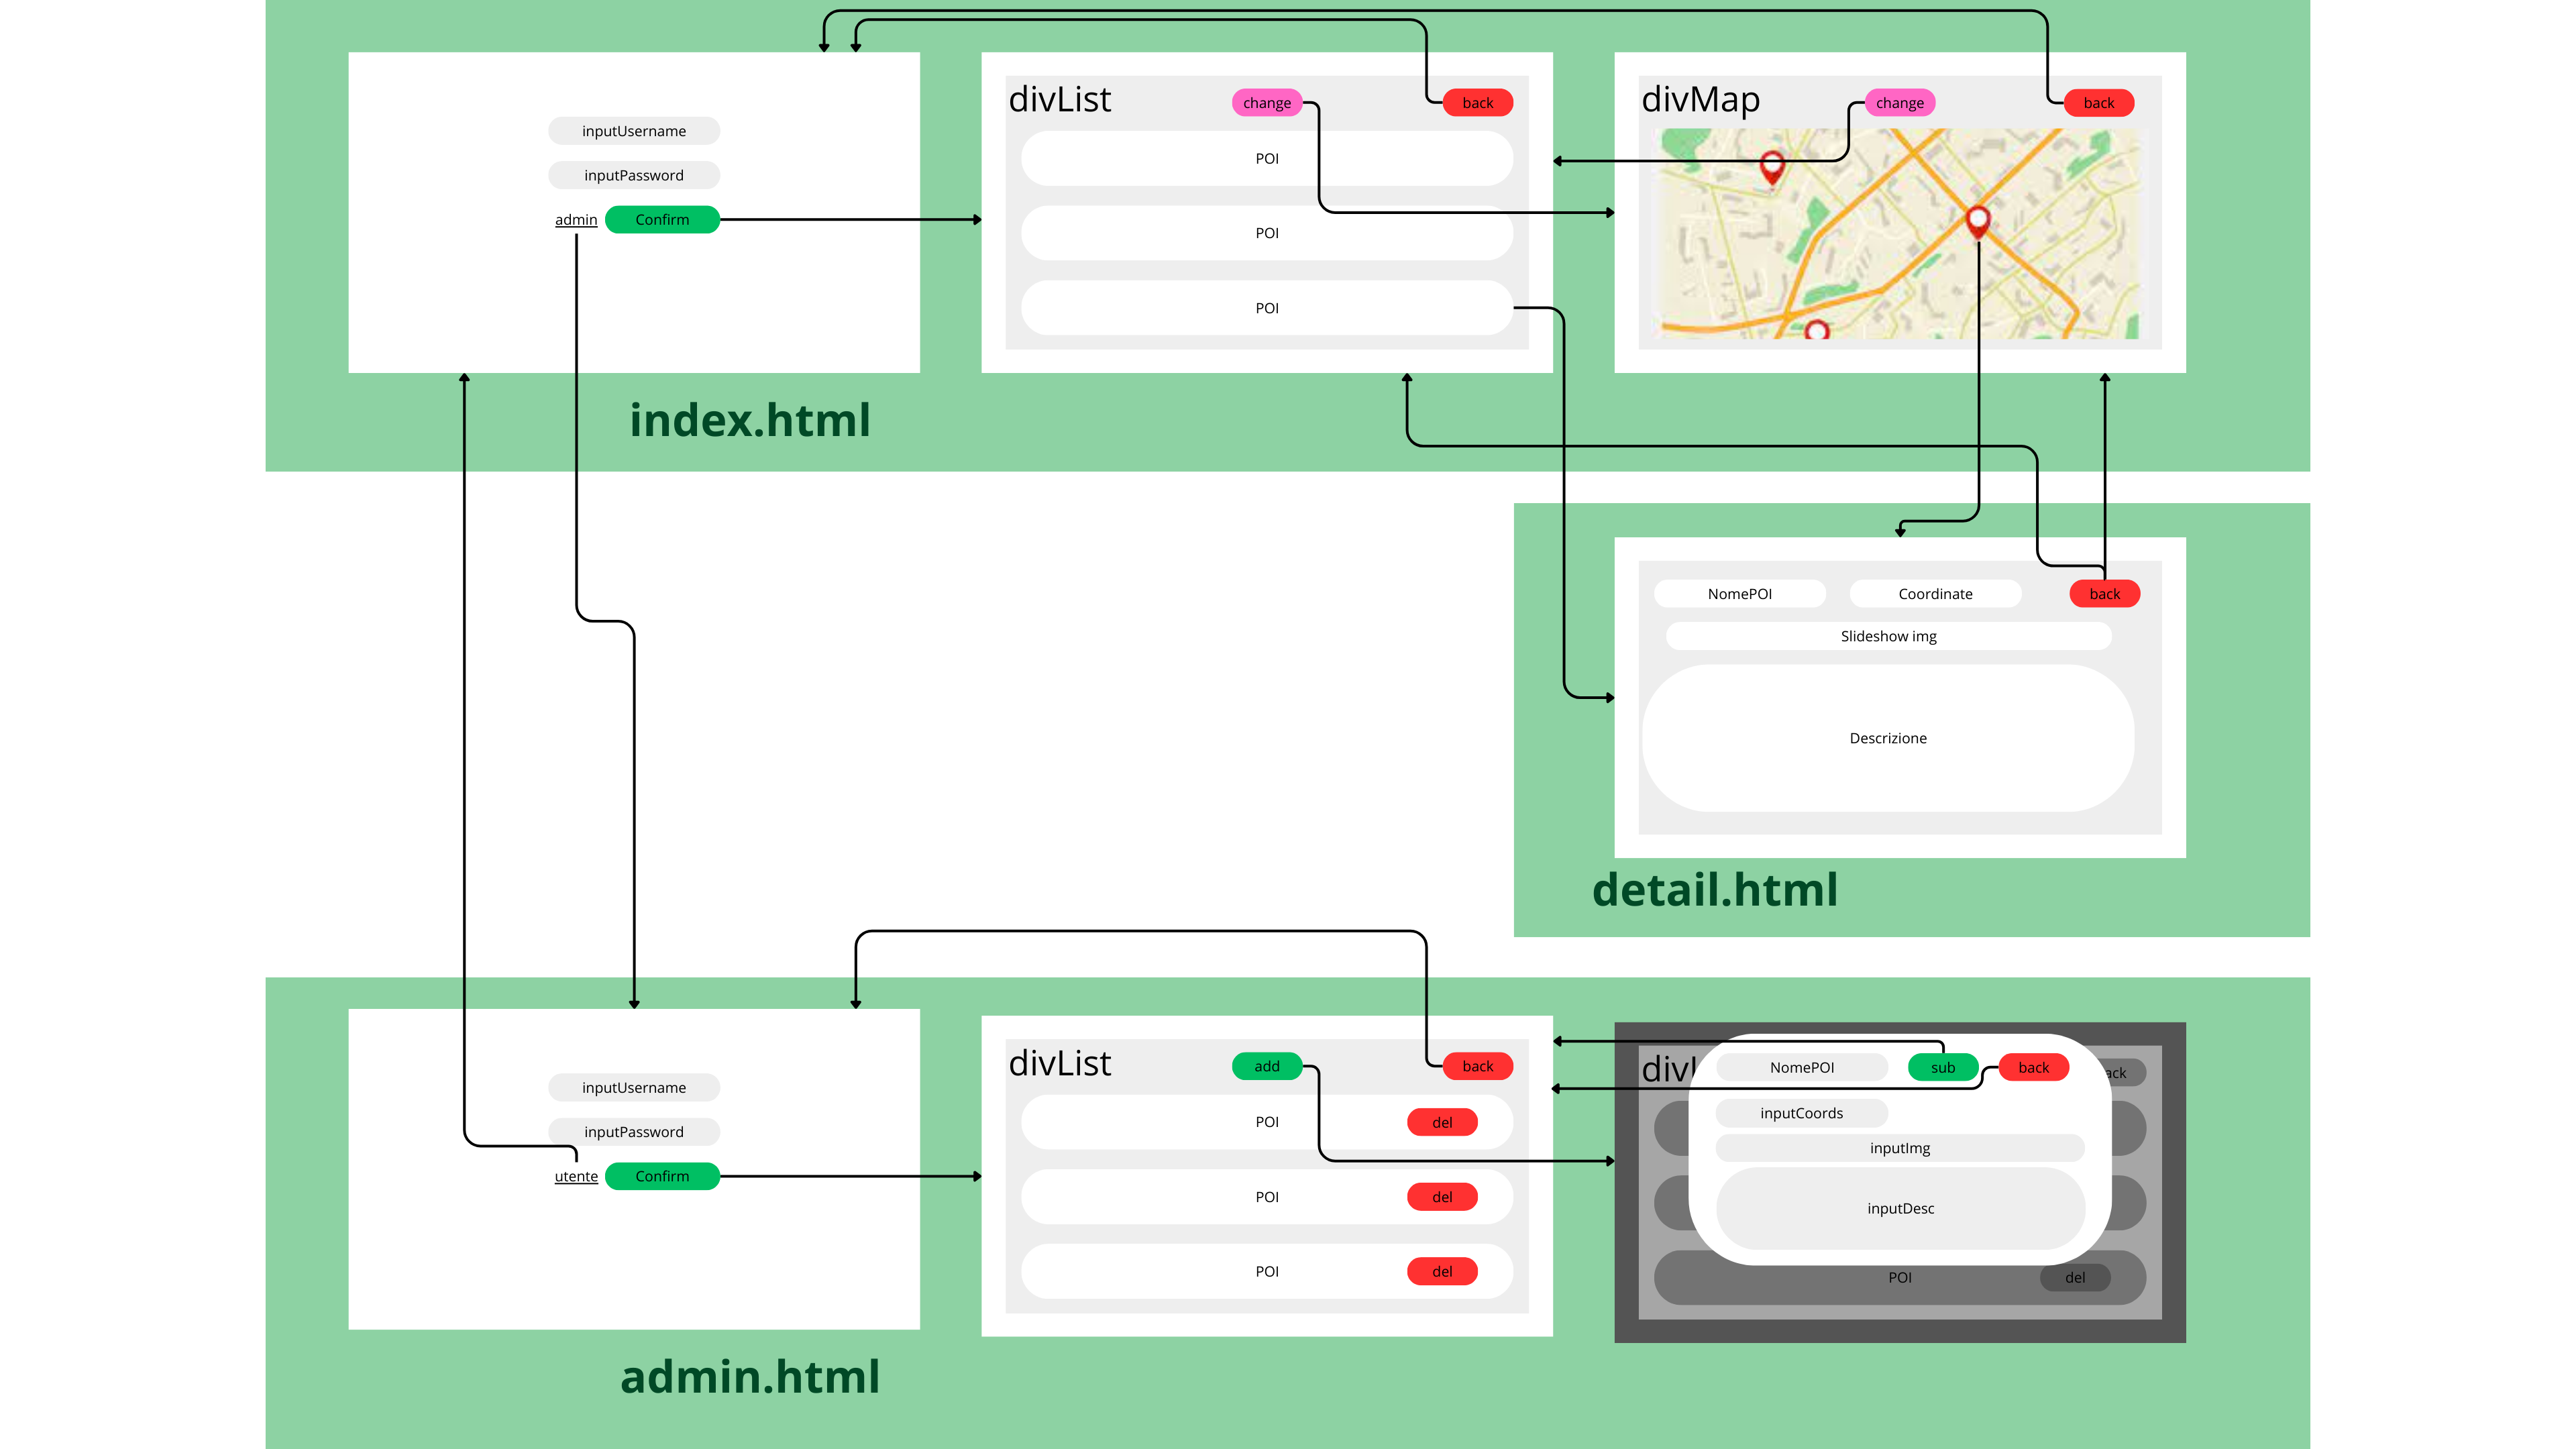 inputUsername
inputPassword
admin Confirm
divList change back
POI
POI
POI
divMap change back
index.html
NomePOI Coordinate back
Slideshow img
Descrizione
detail.html
inputUsername
inputPassword
utente Confirm
divList add back
POI del
POI del
POI del
NomePOI sub back
inputCoords
inputImg
inputDesc
POI del
admin.html